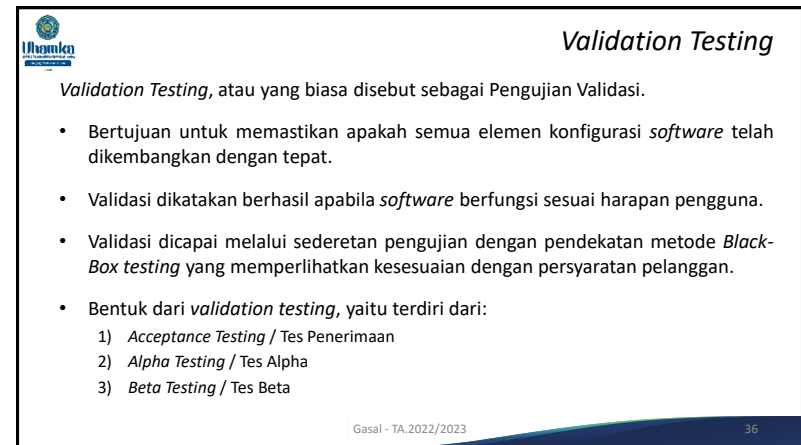 Uhamka
Validation Testing
Validation Testing, atau yang biasa disebut sebagai Pengujian Validasi.
• Bertujuan untuk memastikan apakah semua elemen konfigurasi software telah
dikembangkan dengan tepat.
• Validasi dikatakan berhasil apabila software berfungsi sesuai harapan pengguna.
• Validasi dicapai melalui sederetan pengujian dengan pendekatan metode Black-
Box testing yang memperlihatkan kesesuaian dengan persyaratan pelanggan.
• Bentuk dari validation testing, yaitu terdiri dari:
1) Acceptance Testing / Tes Penerimaan
2) Alpha Testing / Tes Alpha
3) Beta Testing / Tes Beta
Gasal - TA.2022/2023
36